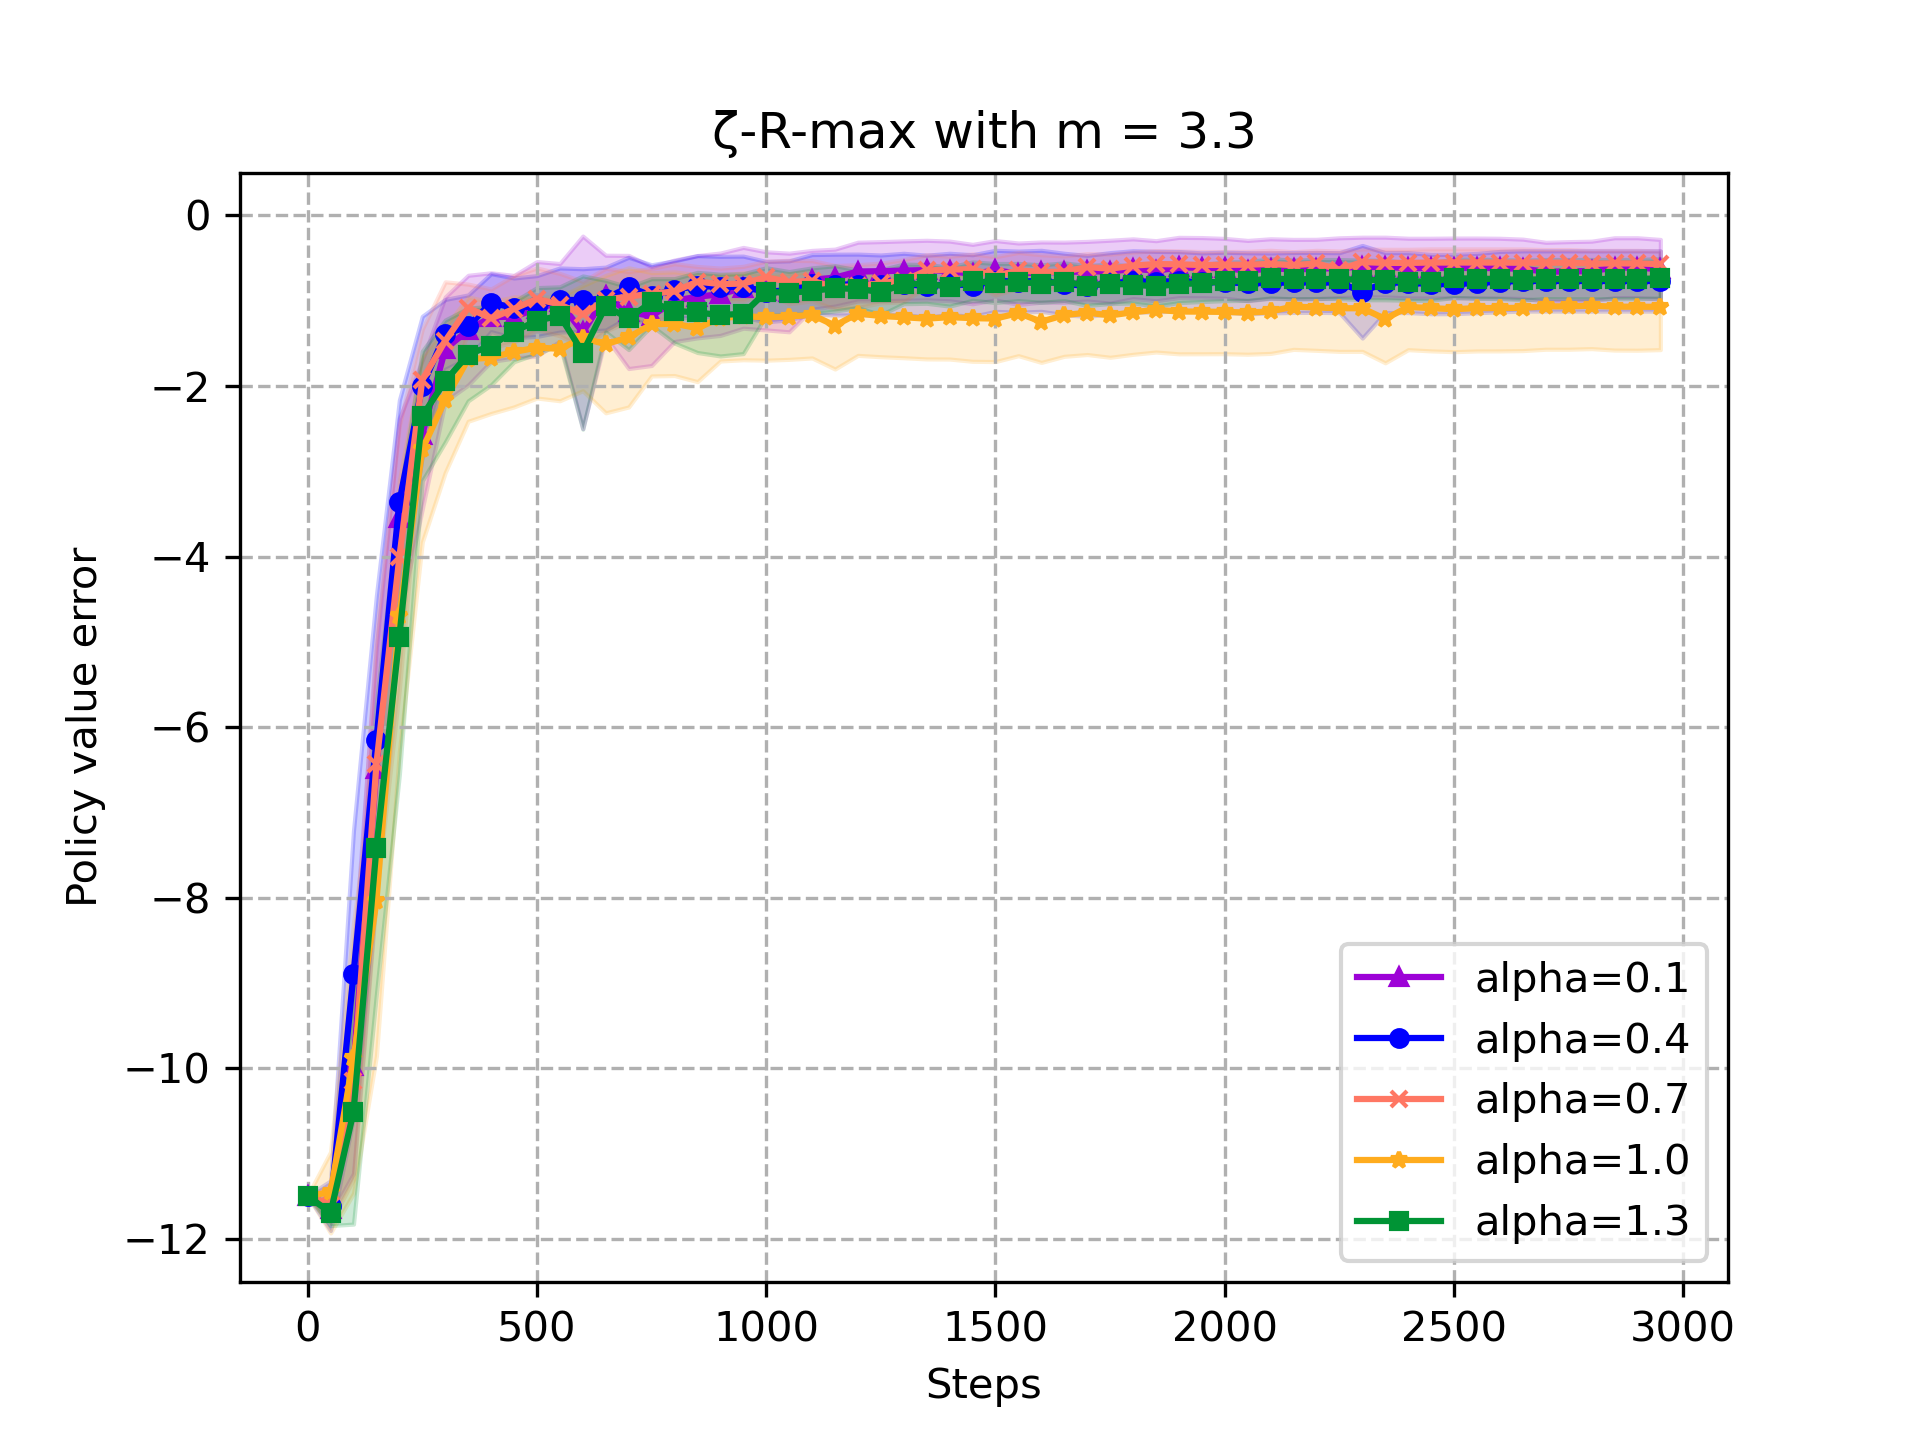 ζ-R-max with m = 3.3
0
−2
−4
−6
−8
−10
−12
Policy value error
0 500 1000 1500 2000 2500 3000
Steps
alpha=0.1
alpha=0.4
alpha=0.7
alpha=1.0
alpha=1.3